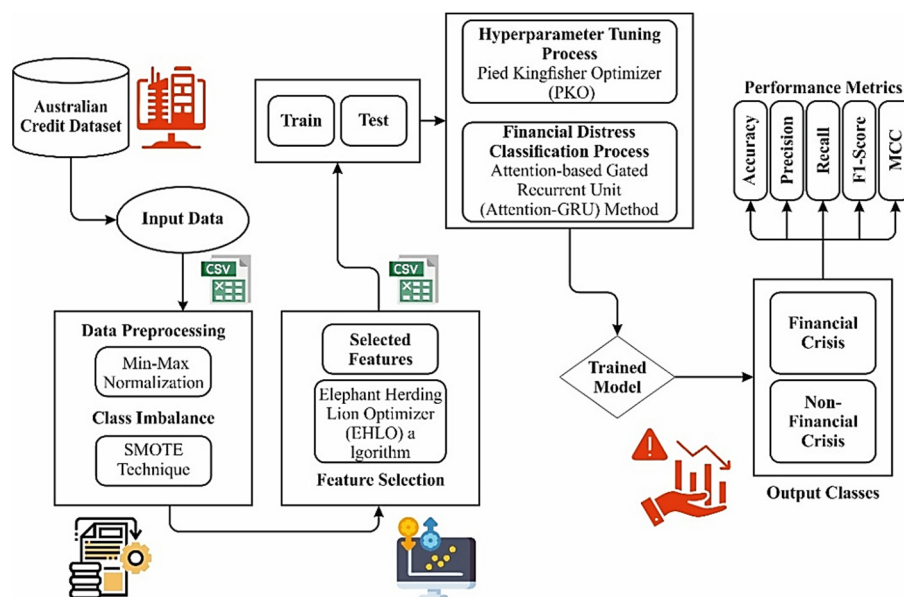 Australian
Credit Dataset
Input Data
CSV
Data Preprocessing
Min-Max
Normalization
Class Imbalance
SMOTE
Technique
CSV
Selected
Features
Elephant Herding
Lion Optimizer
(EHLO) a
lgorithm
Feature Selection
Train
Test
Hyperparameter Tuning
Process
Pied Kingfisher Optimizer
(PKO)
Financial Distress
Classification Process
Attention-based Gated
Recurrent Unit
(Attention-GRU) Method
Trained
Model
Financial
Crisis
Non-
Financial Crisis
Output Classes
Performance Metrics
Accuracy
Precision
Recall
F1-Score
MCC